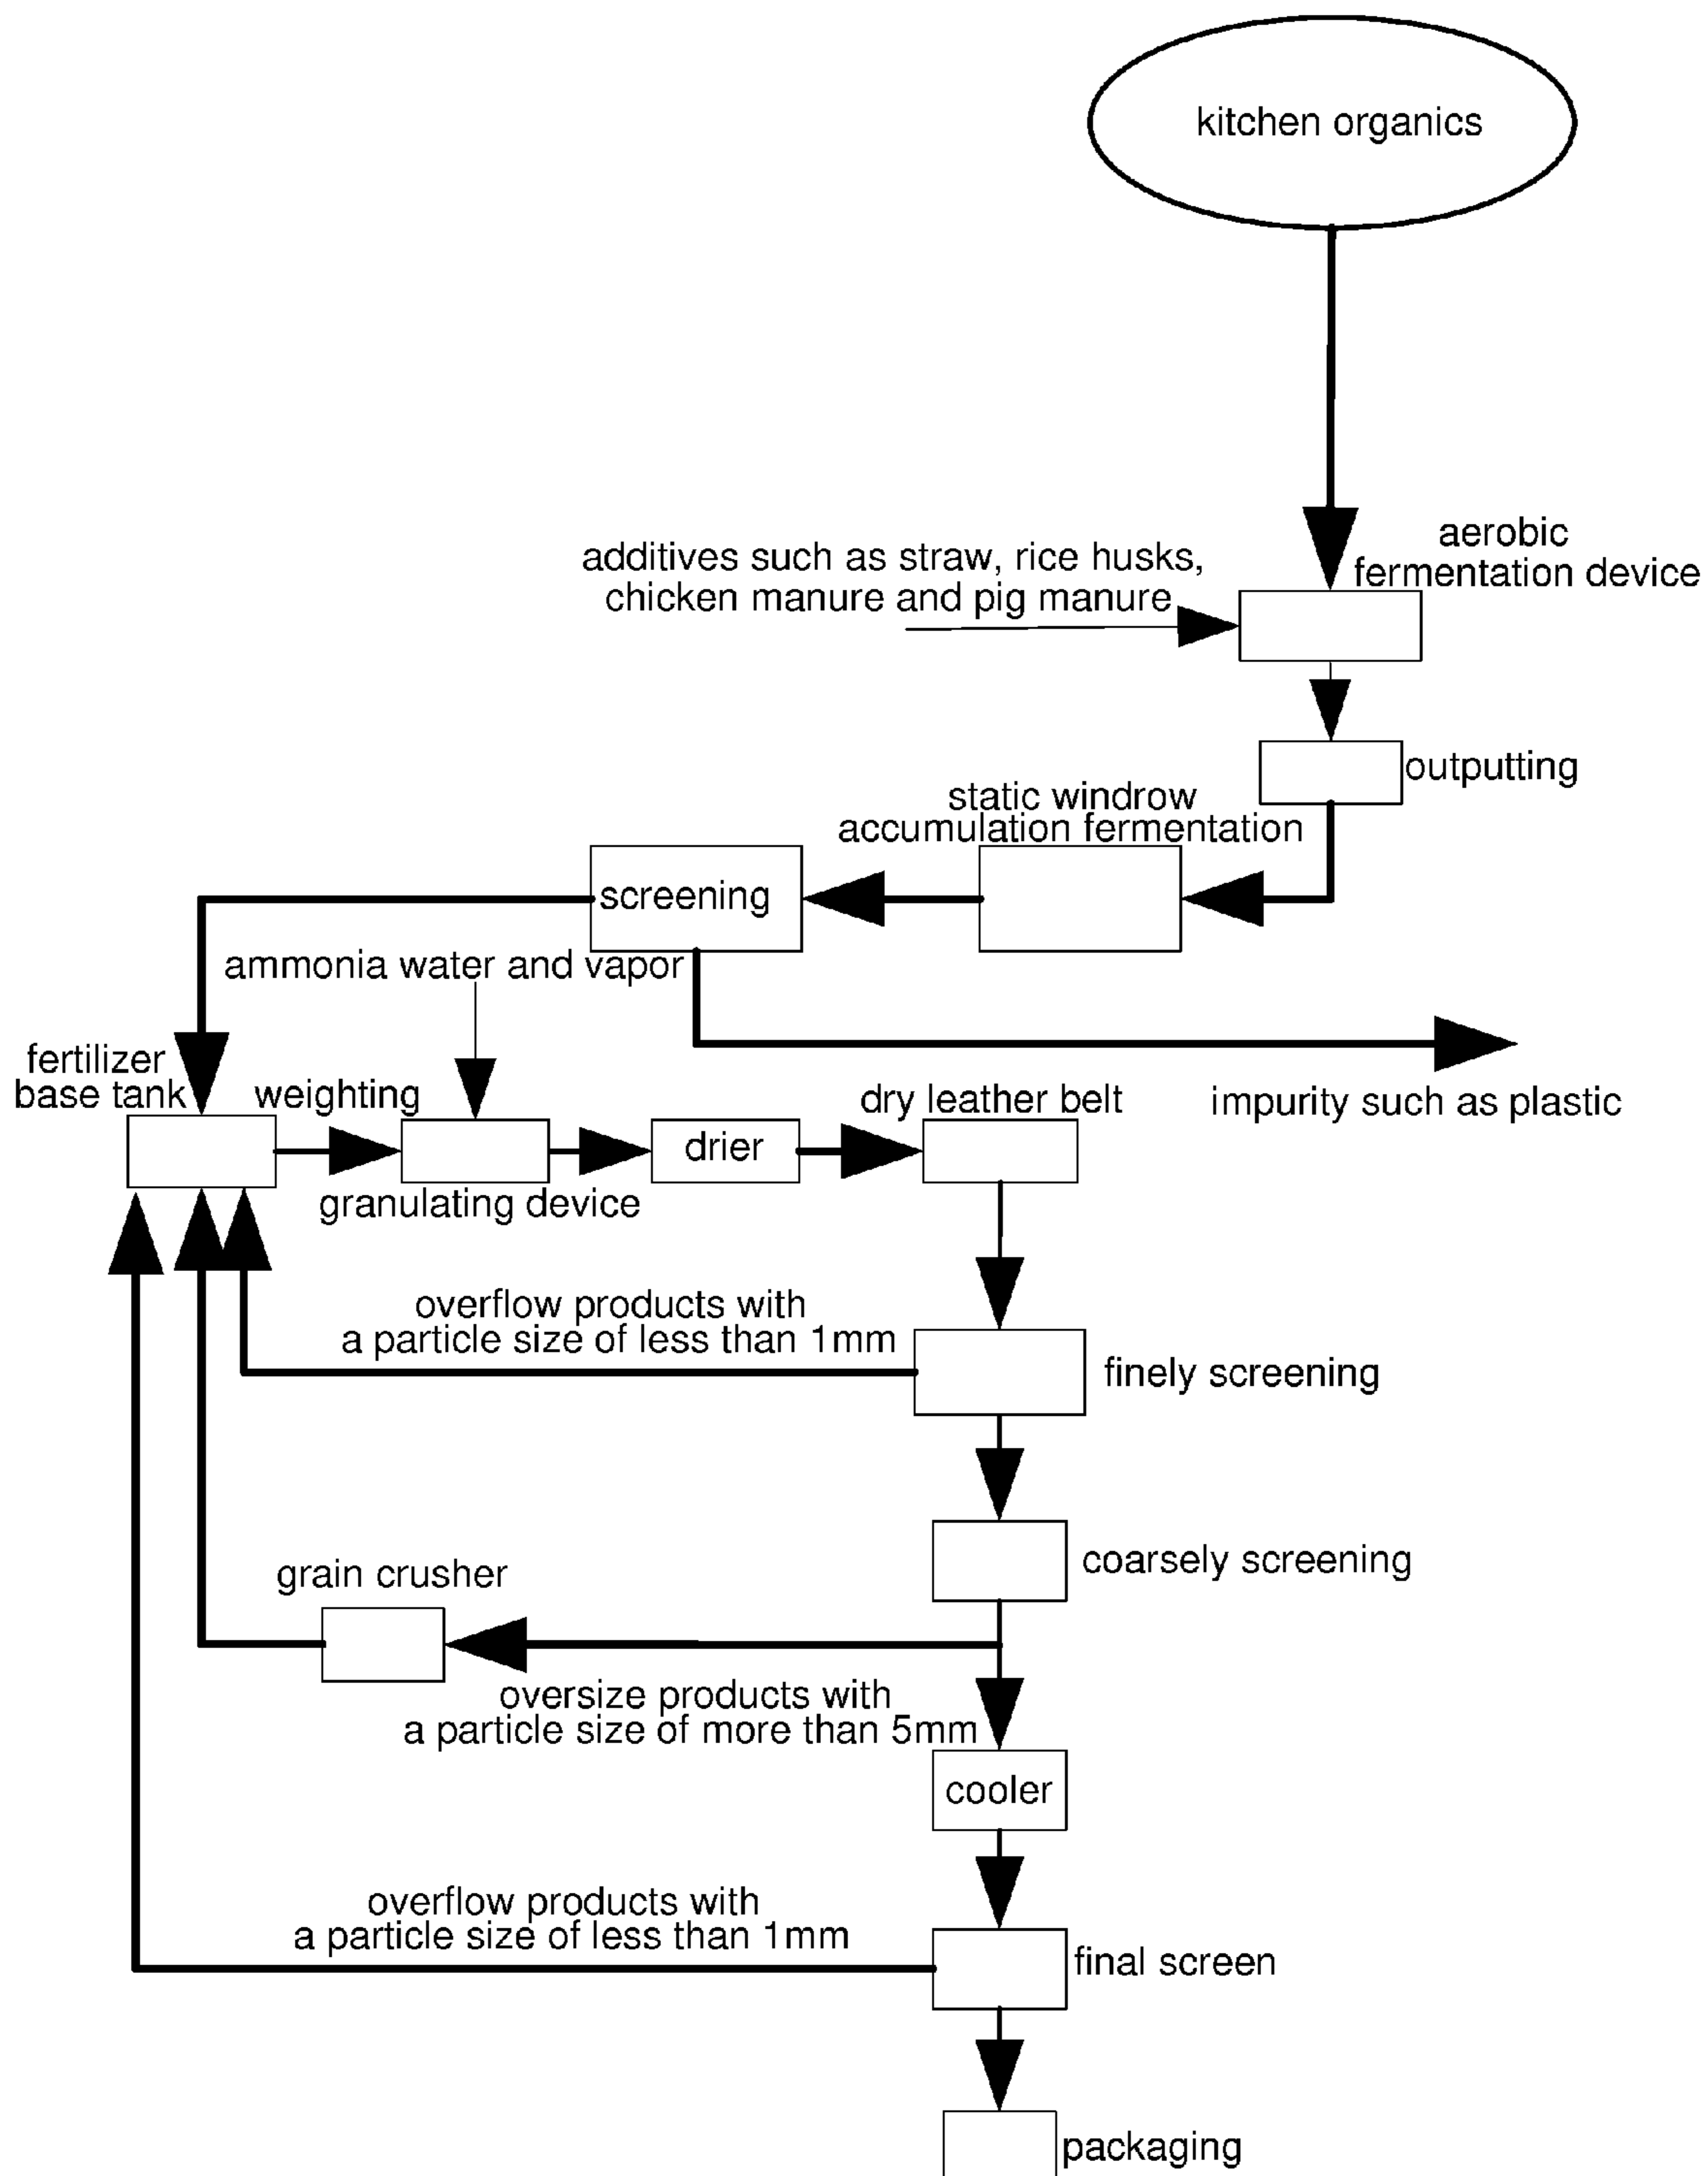 kitchen organics
aerobic
fermentation device
additives such as straw, rice husks,
chicken manure and pig manure
outputting
static windrow
accumulation fermentation
screening
ammonia water and vapor
fertilizer
base tank
weighting
dry leather belt
impurity such as plastic
drier
granulating device
overflow products with
a particle size of less than 1mm
finely screening
coarsely screening
grain crusher
oversize products with
a particle size of more than 5mm
cooler
overflow products with
a particle size of less than 1mm
final screen
packaging